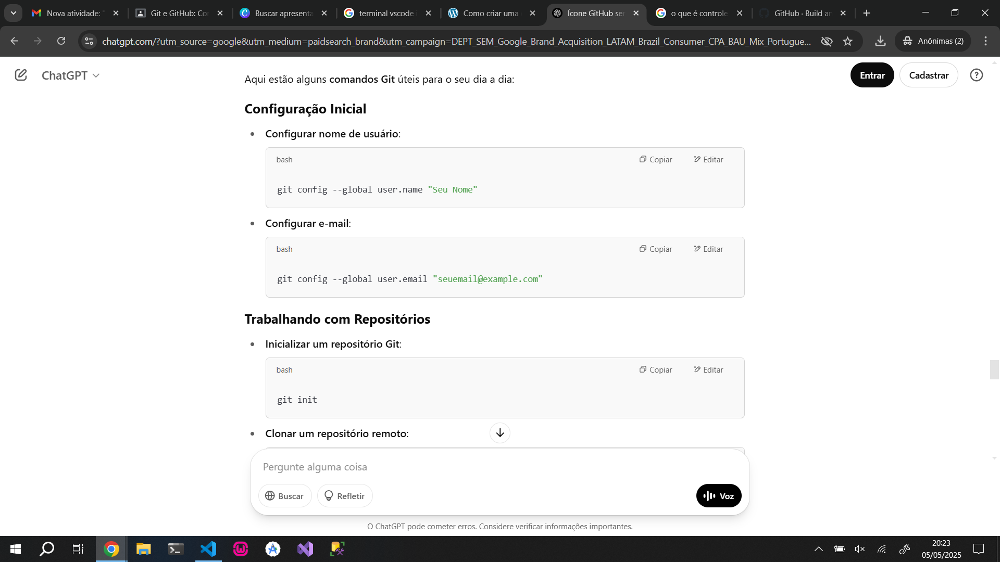 Nova atividade: "
Git e GitHub: Co
Buscar apresenta
terminal vscode i
Como criar uma
Ícone GitHub ser
o que é controle
GitHub · Build an
chatgpt.com/?utm_source=google&utm_medium=paidsearch_brand&utm_campaign=DEPT_SEM_Google_Brand_Acquisition_LATAM_Brazil_Consumer_CPA_BAU_Mix_Portugue...
Anônimas (2)
ChatGPT
Entrar
Cadastrar
Aqui estão alguns comandos Git úteis para o seu dia a dia:
Configuração Inicial
• Configurar nome de usuário:
bash
Copiar
Editar
git config --global user.name "Seu Nome"
• Configurar e-mail:
bash
Copiar
Editar
git config --global user.email "seuemail@example.com"
Trabalhando com Repositórios
• Inicializar um repositório Git:
bash
Copiar
Editar
git init
• Clonar um repositório remoto:
Pergunte alguma coisa
Buscar
Refletir
Voz
O ChatGPT pode cometer erros. Considere verificar informações importantes.
20:23
05/05/2025